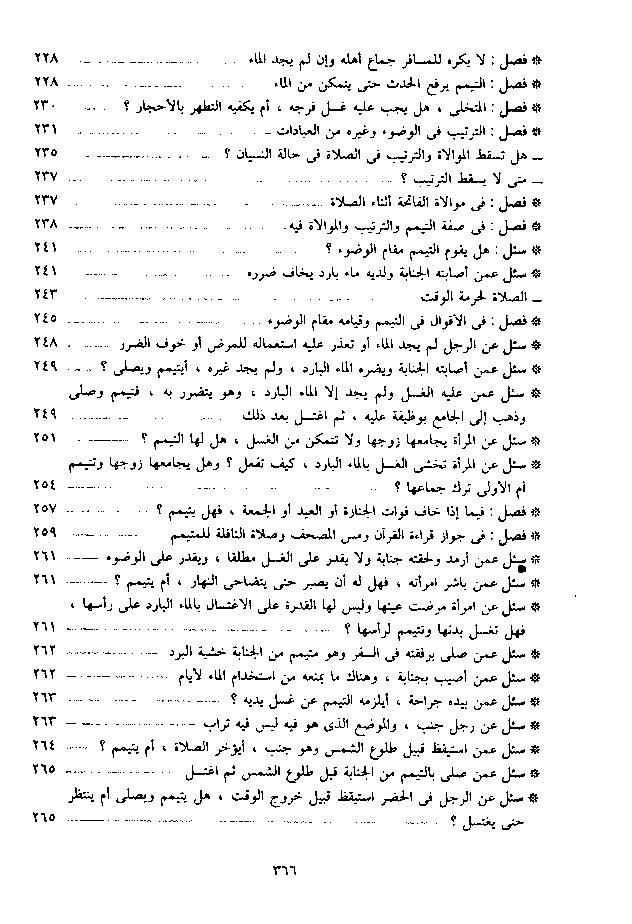 * فصل : لا يكره للمسافر جماع أهله وإن لم يجد الماء ٢٢٨
* فصل : التيمم يرفع الحدث حتى يتمكن من الماء ٢٢٨
* فصل : المتخلى ، هل يجب عليه غسل فرجه ، أم يكفيه التطهر بالأحجار ؟ ٢٣٠
* فصل : الترتيب فى الوضوء وغيره من العبادات ٢٣١
ــ هل تسقط الموالاة والترتيب فى الصلاة فى حالة النسيان ؟ ٢٣٥
ــ متى لا يسقط الترتيب ؟ ٢٣٧
* فصل : فى موالاة الفاتحة أثناء الصلاة ٢٣٧
* فصل : فى صفة التيمم والترتيب والموالاة فيه ٢٣٨
* سئل : هل يقوم التيمم مقام الوضوء ؟ ٢٤١
* سئل عمن أصابته الجنابة ولديه ماء بارد يخاف ضرره ٢٤١
ــ الصلاة لحرمة الوقت ٢٤٣
* فصل : فى الأقوال فى التيمم وقيامه مقام الوضوء ٢٤٥
* سئل عن الرجل لم يجد الماء أو تعذر عليه استعماله للمرض أو خوف الضرر ٢٤٨
* سئل عمن أصابته الجنابة ويضره الماء البارد ، ولم يجد غيره ، أيتيمم ويصلى ؟ ٢٤٩
* سئل عمن عليه الغسل ولم يجد إلا الماء البارد ، وهو يتضرر به ، فتيمم وصلى
وذهب إلى الجامع بوظيفة عليه ، ثم اغتسل بعد ذلك ٢٤٩
* سئل عن المرأة يجامعها زوجها ولا تتمكن من الغسل ، هل لها التيمم ؟ ٢٥١
* سئل عن المرأة تخشى الغسل بالماء البارد ، كيف تفعل ؟ وهل يجامعها زوجها وتتيمم
أم الأولى ترك جماعها ؟ ٢٥٤
* فصل : فيما إذا خاف فوات الجنازة أو العيد أو الجمعة ، فهل يتيمم ؟ ٢٥٧
* فصل : فى جواز قراءة القرآن ومس المصحف وصلاة النافلة للمتيمم ٢٥٩
* سئل عمن أرمد ولحقته جنابة ولا يقدر على الغسل مطلقا ، ويقدر على الوضوء ٢٦١
* سئل عمن باشر امرأته ، فهل له أن يصبر حتى يتضاحى النهار ، أم يتيمم ؟ ٢٦١
* سئل عن امرأة مرضت عينها وليس لها القدرة على الاغتسال بالماء البارد على رأسها ،
فهل تغسل بدنها وتتيمم لرأسها ؟ ٢٦١
* سئل عمن صلى برفقته فى السفر وهو متيمم من الجنابة خشية البرد ٢٦٢
* سئل عمن أصيب بجنابة ، وهناك ما يمنعه من استخدام الماء لأيام ٢٦٢
* سئل عمن بيده جراحة ، أيلزمه التيمم عن غسل يديه ؟ ٢٦٣
* سئل عن رجل جنب ، والموضع الذى هو فيه ليس فيه تراب ٢٦٣
* سئل عمن استيقظ قبيل طلوع الشمس وهو جنب ، أيؤخر الصلاة ، أم يتيمم ؟ ٢٦٤
* سئل عمن صلى بالتيمم من الجنابة قبل طلوع الشمس ثم اغتسل ٢٦٥
* سئل عن الرجل فى الحضر استيقظ قبيل خروج الوقت ، هل يتيمم ويصلى أم ينتظر
حتى يغتسل ؟ ٢٦٥
٣٦٦